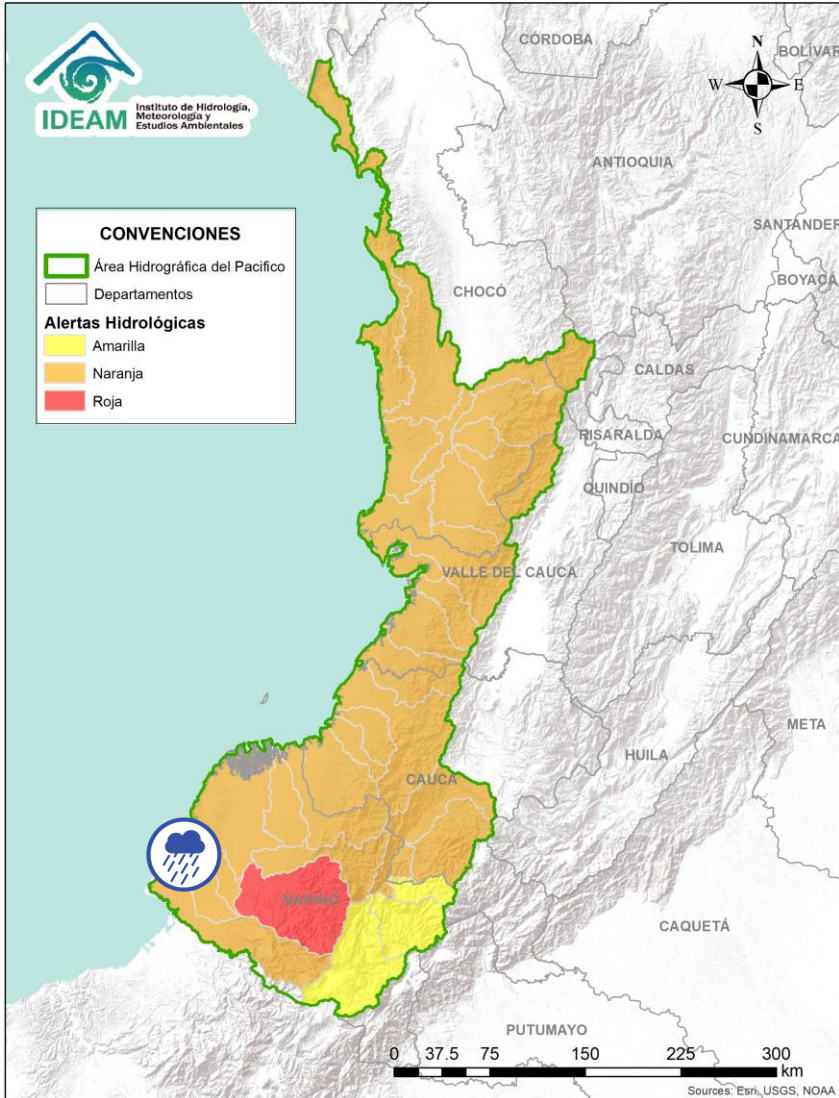 CÓRDOBA
BOLÍVAR
N
W
E
S
IDEAM
Instituto de Hidrología,
Meteorología y
Estudios Ambientales
ANTIOQUIA
SANTANDER
CONVENCIONES
Área Hidrográfica del Pacifico
Departamentos
Alertas Hidrológicas
Amarilla
Naranja
Roja
BOYACÁ
CHOCÓ
CALDAS
RISARALDA
CUNDINAMARCA
QUINDÍO
TOLIMA
VALLE DEL CAUCA
META
HUILA
CAUCA
NARIÑO
CAQUETÁ
PUTUMAYO
0 37.5 75 150 225 300
km
Sources: Esri, USGS, NOAA